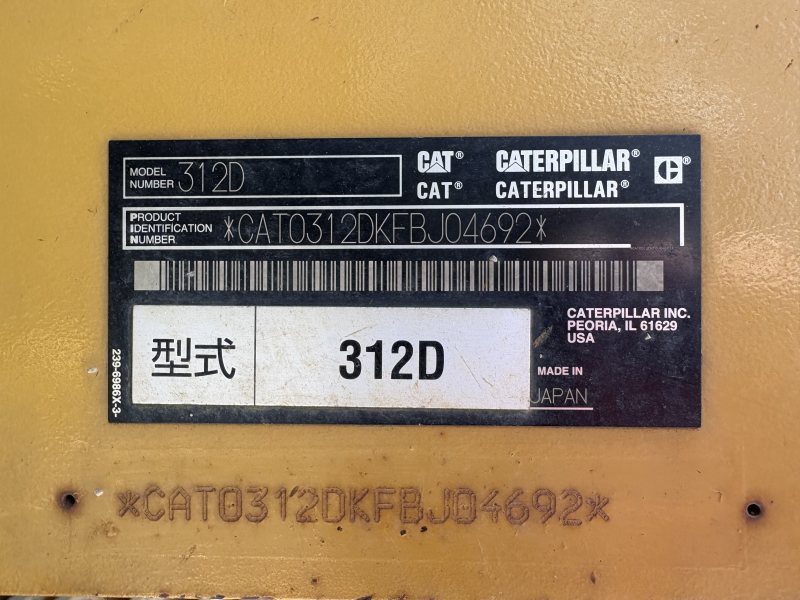 MODEL NUMBER 312D
CAT® CATERPILLAR® C®
CAT® CATERPILLAR®
PRODUCT IDENTIFICATION NUMBER *CAT0312DKFBJ04692*
CATERPILLAR INC.
PEORIA, IL 61629
USA
型式 312D
MADE IN
JAPAN
239-6986X-3-
*CAT0312DKFBJ04692*